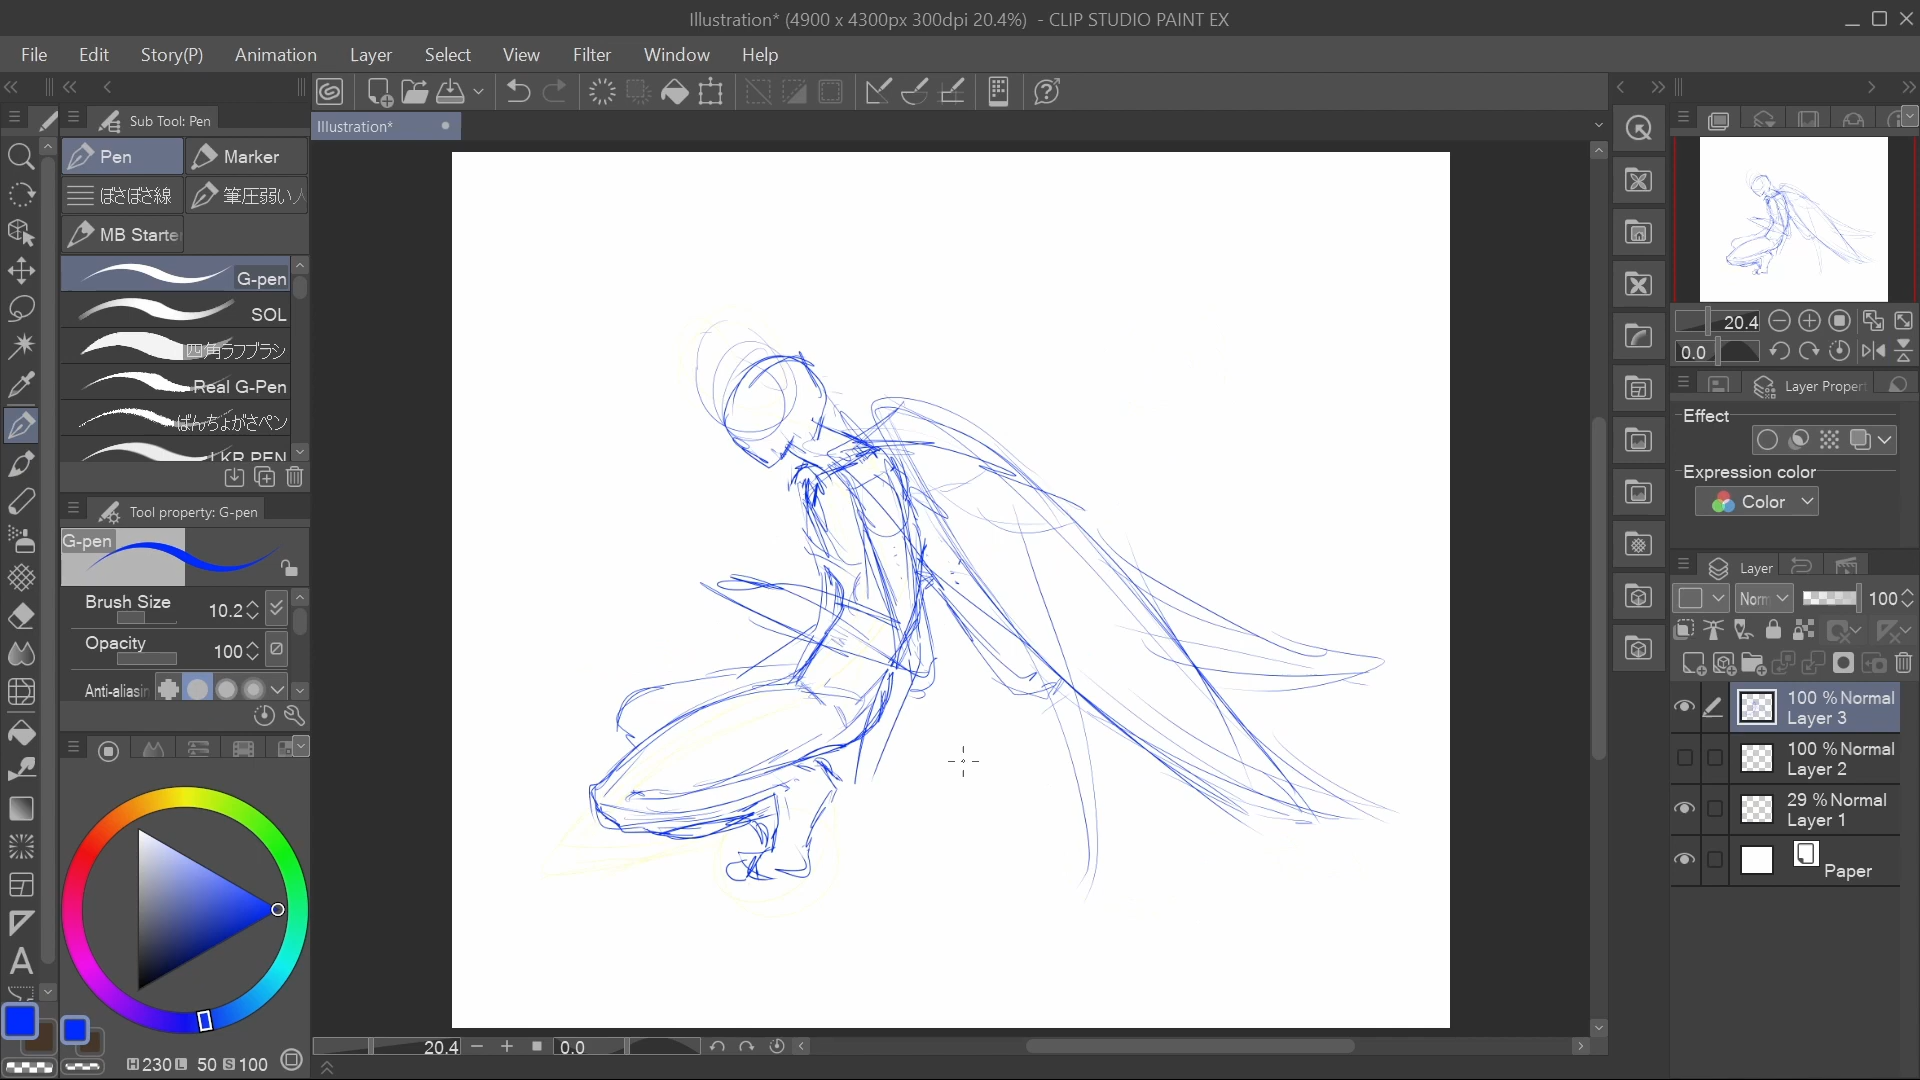 Illustration* (4900 x 4300px 300dpi 20.4%) - CLIP STUDIO PAINT EX
File Edit Story(P) Animation Layer Select View Filter Window Help
Sub Tool: Pen
Illustration*
Pen Marker
ぼさぼさ線 筆圧弱い人
MB Starte
G-pen
SOL
四角ラフブラシ
Real G-Pen
ばんちょがさペン
LKR PEN
Tool property: G-pen
G-pen
Brush Size 10.2
Opacity 100
Anti-aliasin
H 230 L 50 S 100
20.4 0.0
20.4
0.0
Layer Propert
Effect
Expression color
Color
Layer
Norm 100
100 % Normal
Layer 3
100 % Normal
Layer 2
29 % Normal
Layer 1
Paper